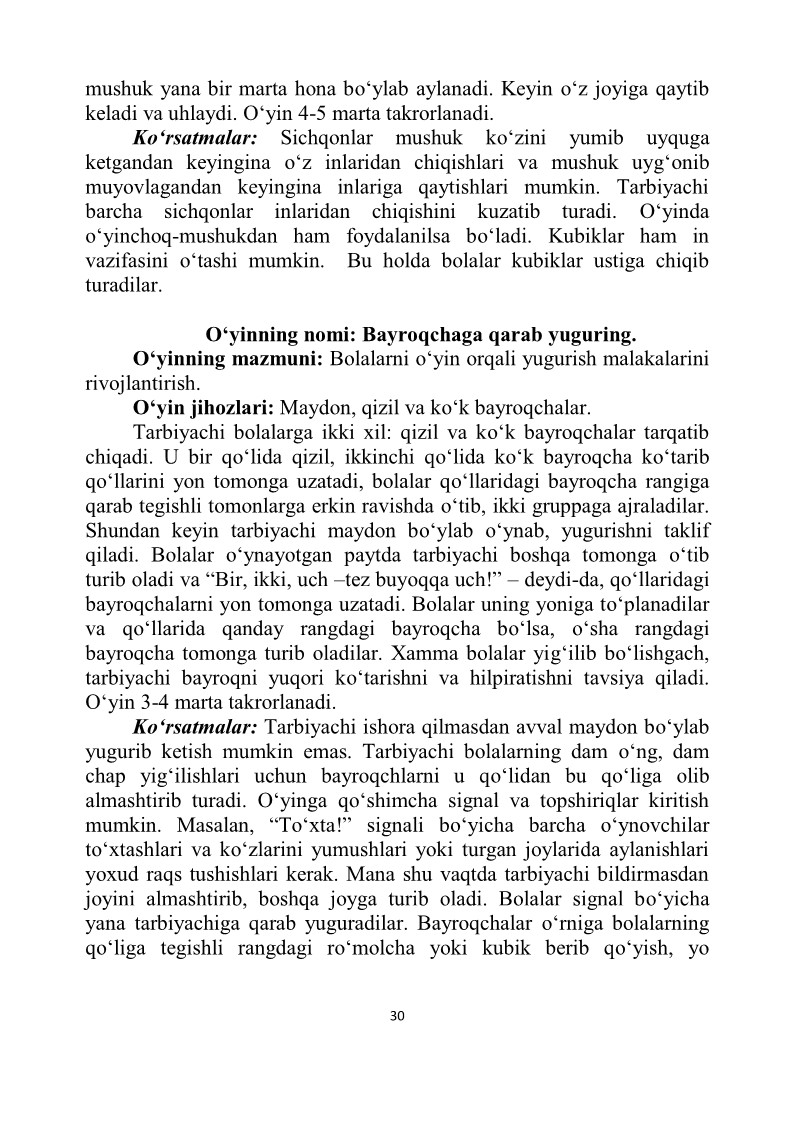 mushuk yana bir marta hona bo‘ylab aylanadi. Keyin o‘z joyiga qaytib
keladi va uhlaydi. O‘yin 4-5 marta takrorlanadi.
Ko‘rsatmalar: Sichqonlar mushuk ko‘zini yumib uyquga
ketgandan keyingina o‘z inlaridan chiqishlari va mushuk uyg‘onib
muyovlagandan keyingina inlariga qaytishlari mumkin. Tarbiyachi
barcha sichqonlar inlaridan chiqishini kuzatib turadi. O‘yinda
o‘yinchoq-mushukdan ham foydalanilsa bo‘ladi. Kubiklar ham in
vazifasini o‘tashi mumkin. Bu holda bolalar kubiklar ustiga chiqib
turadilar.
O‘yinning nomi: Bayroqchaga qarab yuguring.
O‘yinning mazmuni: Bolalarni o‘yin orqali yugurish malakalarini
rivojlantirish.
O‘yin jihozlari: Maydon, qizil va ko‘k bayroqchalar.
Tarbiyachi bolalarga ikki xil: qizil va ko‘k bayroqchalar tarqatib
chiqadi. U bir qo‘lida qizil, ikkinchi qo‘lida ko‘k bayroqcha ko‘tarib
qo‘llarini yon tomonga uzatadi, bolalar qo‘llaridagi bayroqcha rangiga
qarab tegishli tomonlarga erkin ravishda o‘tib, ikki gruppaga ajraladilar.
Shundan keyin tarbiyachi maydon bo‘ylab o‘ynab, yugurishni taklif
qiladi. Bolalar o‘ynayotgan paytda tarbiyachi boshqa tomonga o‘tib
turib oladi va “Bir, ikki, uch –tez buyoqqa uch!” – deydi-da, qo‘llaridagi
bayroqchalarni yon tomonga uzatadi. Bolalar uning yoniga to‘planadilar
va qo‘llarida qanday rangdagi bayroqcha bo‘lsa, o‘sha rangdagi
bayroqcha tomonga turib oladilar. Xamma bolalar yig‘ilib bo‘lishgach,
tarbiyachi bayroqni yuqori ko‘tarishni va hilpiratishni tavsiya qiladi.
O‘yin 3-4 marta takrorlanadi.
Ko‘rsatmalar: Tarbiyachi ishora qilmasdan avval maydon bo‘ylab
yugurib ketish mumkin emas. Tarbiyachi bolalarning dam o‘ng, dam
chap yig‘ilishlari uchun bayroqchlarni u qo‘lidan bu qo‘liga olib
almashtirib turadi. O‘yinga qo‘shimcha signal va topshiriqlar kiritish
mumkin. Masalan, “To‘xta!” signali bo‘yicha barcha o‘ynovchilar
to‘xtashlari va ko‘zlarini yumushlari yoki turgan joylarida aylanishlari
yoxud raqs tushishlari kerak. Mana shu vaqtda tarbiyachi bildirmasdan
joyini almashtirib, boshqa joyga turib oladi. Bolalar signal bo‘yicha
yana tarbiyachiga qarab yuguradilar. Bayroqchalar o‘rniga bolalarning
qo‘liga tegishli rangdagi ro‘molcha yoki kubik berib qo‘yish, yo
30